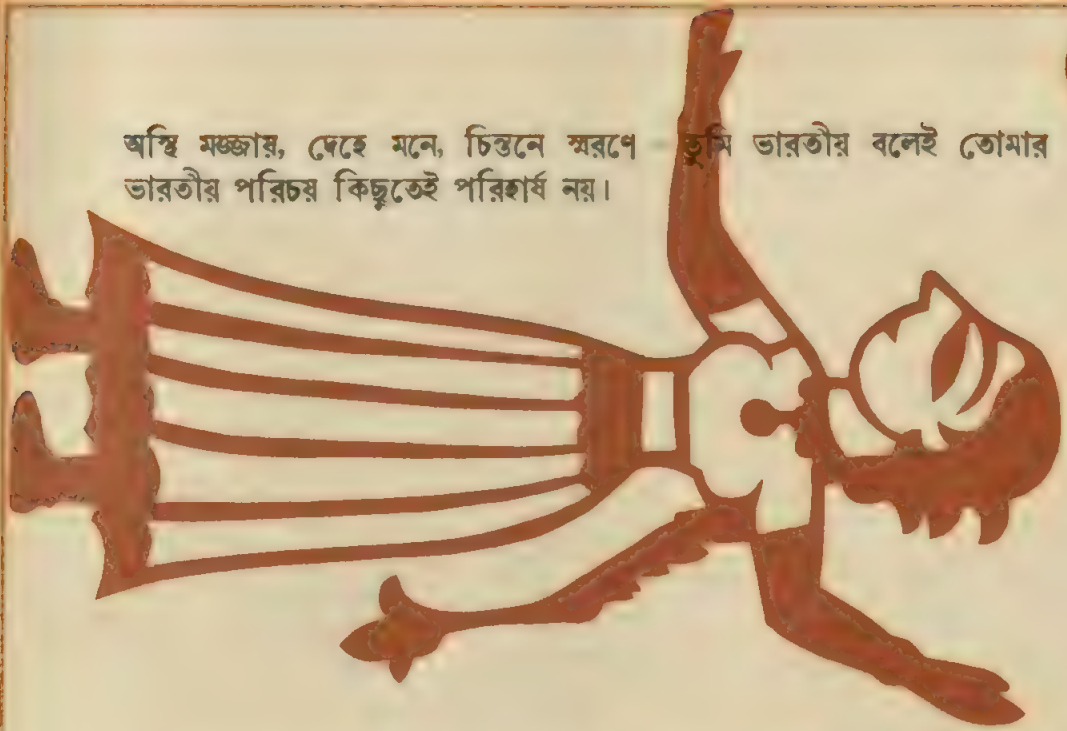 অস্থি মজ্জায়, দেহে মনে, চিন্তনে স্মরণে - তুমি ভারতীয় বলেই তোমার
ভারতীয় পরিচয় কিছুতেই পরিহার্য নয়।